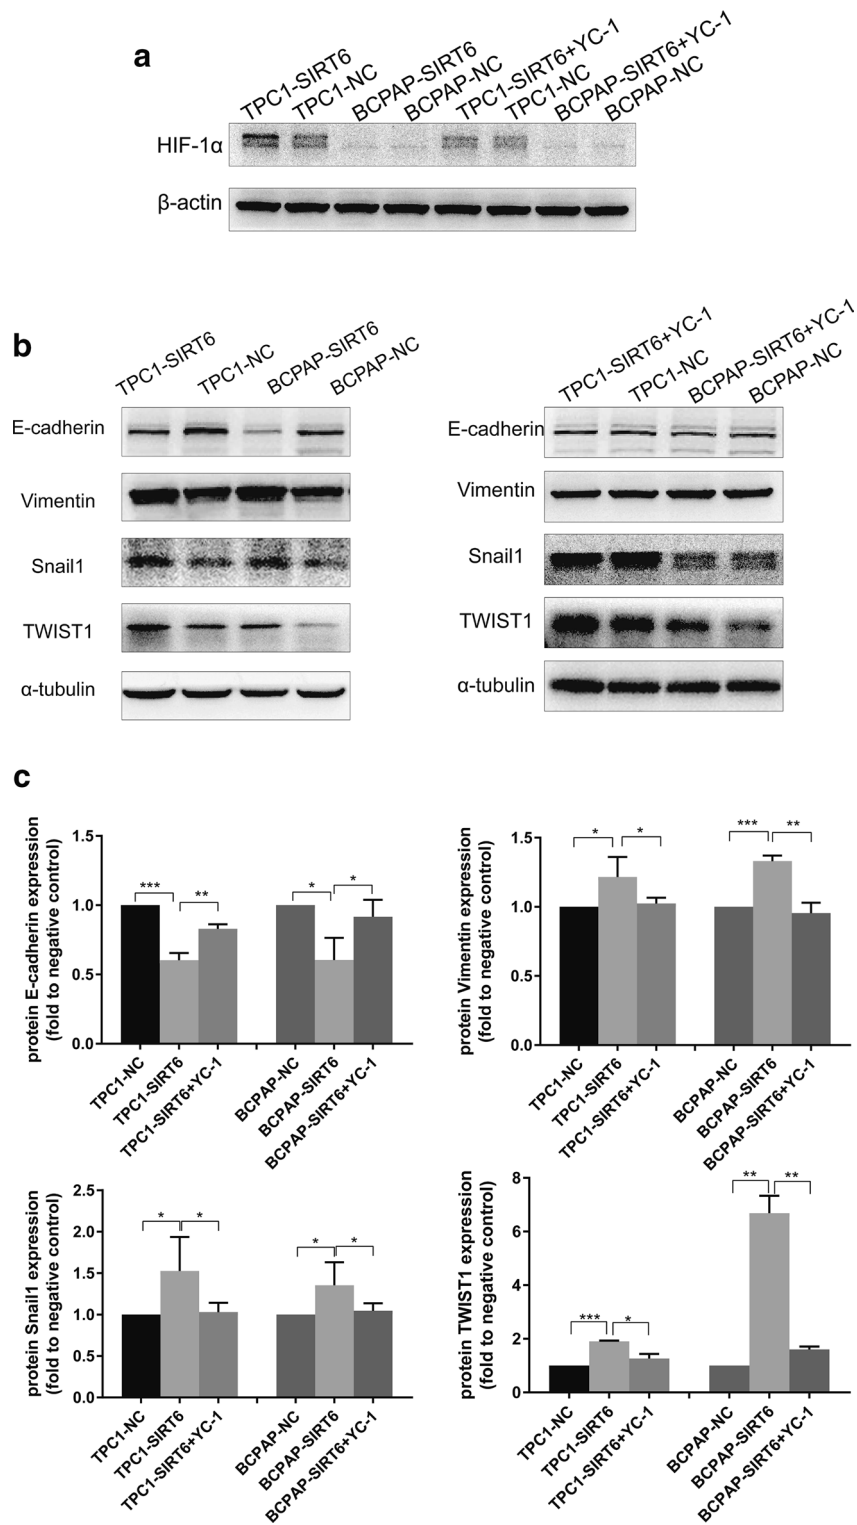 a
TPC1-SIRT6
TPC1-NC
BCPAP-SIRT6
BCPAP-NC
TPC1-SIRT6+YC-1
TPC1-NC
BCPAP-SIRT6+YC-1
BCPAP-NC
HIF-1α
β-actin
b
TPC1-SIRT6
TPC1-NC
BCPAP-SIRT6
BCPAP-NC
E-cadherin
Vimentin
Snail1
TWIST1
α-tubulin
TPC1-SIRT6+YC-1
TPC1-NC
BCPAP-SIRT6+YC-1
BCPAP-NC
E-cadherin
Vimentin
Snail1
TWIST1
α-tubulin
c
protein E-cadherin expression
(fold to negative control)
1.5
1.0
0.5
0.0
***
**
*
*
TPC1-NC
TPC1-SIRT6
TPC1-SIRT6+YC-1
BCPAP-NC
BCPAP-SIRT6
BCPAP-SIRT6+YC-1
protein Vimentin expression
(fold to negative control)
1.5
1.0
0.5
0.0
*
*
***
**
TPC1-NC
TPC1-SIRT6
TPC1-SIRT6+YC-1
BCPAP-NC
BCPAP-SIRT6
BCPAP-SIRT6+YC-1
protein Snail1 expression
(fold to negative control)
2.5
2.0
1.5
1.0
0.5
0.0
*
*
*
*
TPC1-NC
TPC1-SIRT6
TPC1-SIRT6+YC-1
BCPAP-NC
BCPAP-SIRT6
BCPAP-SIRT6+YC-1
protein TWIST1 expression
(fold to negative control)
8
6
4
2
0
***
*
**
**
TPC1-NC
TPC1-SIRT6
TPC1-SIRT6+YC-1
BCPAP-NC
BCPAP-SIRT6
BCPAP-SIRT6+YC-1